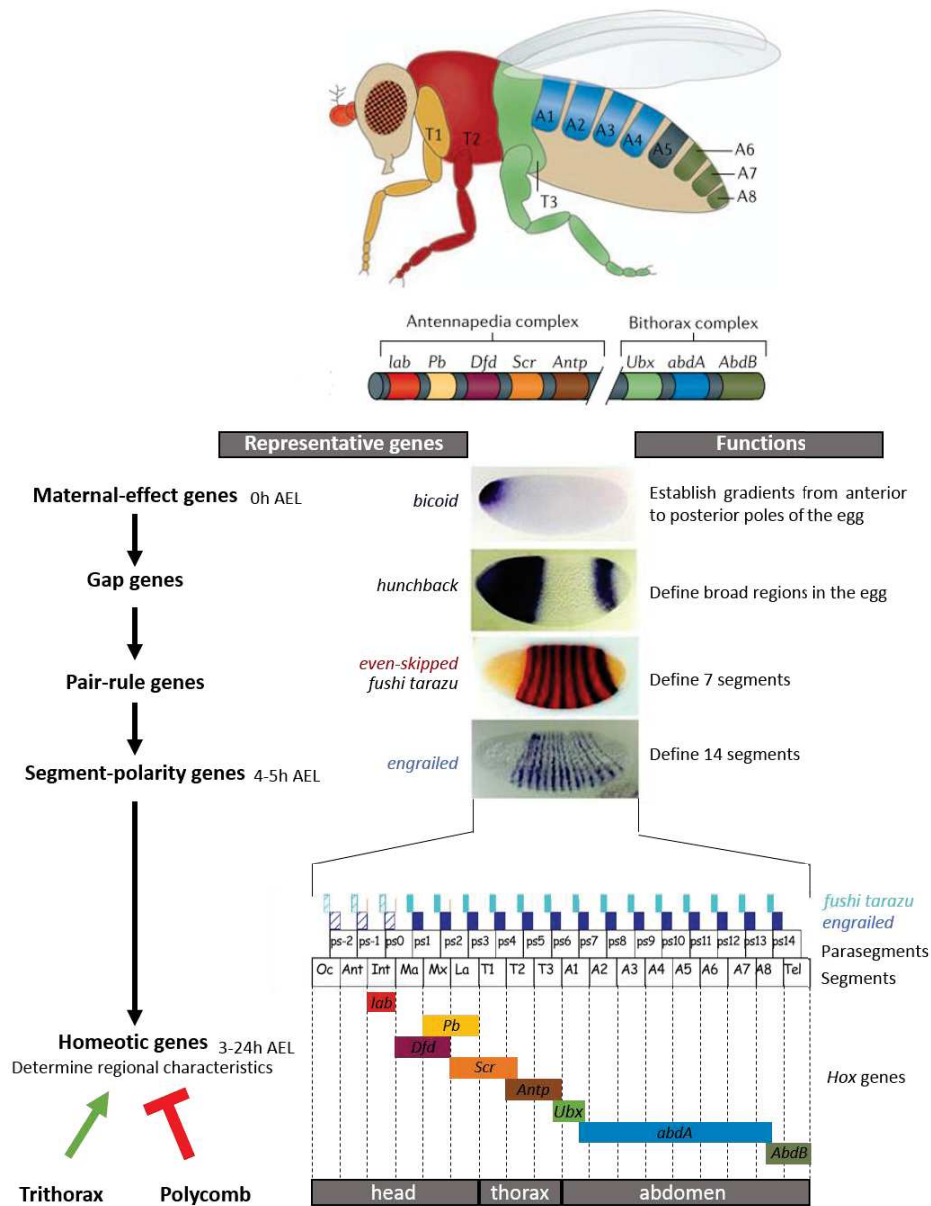 T1
T2
T3
A1
A2
A3
A4
A5
A6
A7
A8
Antennapedia complex
Bithorax complex
lab Pb Dfd Scr Antp
Ubx abdA AbdB
Representative genes
Functions
Maternal-effect genes 0h AEL
bicoid
Establish gradients from anterior
to posterior poles of the egg
Gap genes
hunchback
Define broad regions in the egg
Pair-rule genes
even-skipped
fushi tarazu
Define 7 segments
Segment-polarity genes 4-5h AEL
engrailed
Define 14 segments
fushi tarazu
engrailed
ps-2 ps-1 ps0 ps1 ps2 ps3 ps4 ps5 ps6 ps7 ps8 ps9 ps10 ps11 ps12 ps13 ps14
Parasegments
Oc Ant Int Ma Mx La T1 T2 T3 A1 A2 A3 A4 A5 A6 A7 A8 Tel
Segments
lab
Pb
Dfd
Scr
Antp
Ubx
abdA
AbdB
Hox genes
Homeotic genes 3-24h AEL
Determine regional characteristics
Trithorax
Polycomb
head
thorax
abdomen